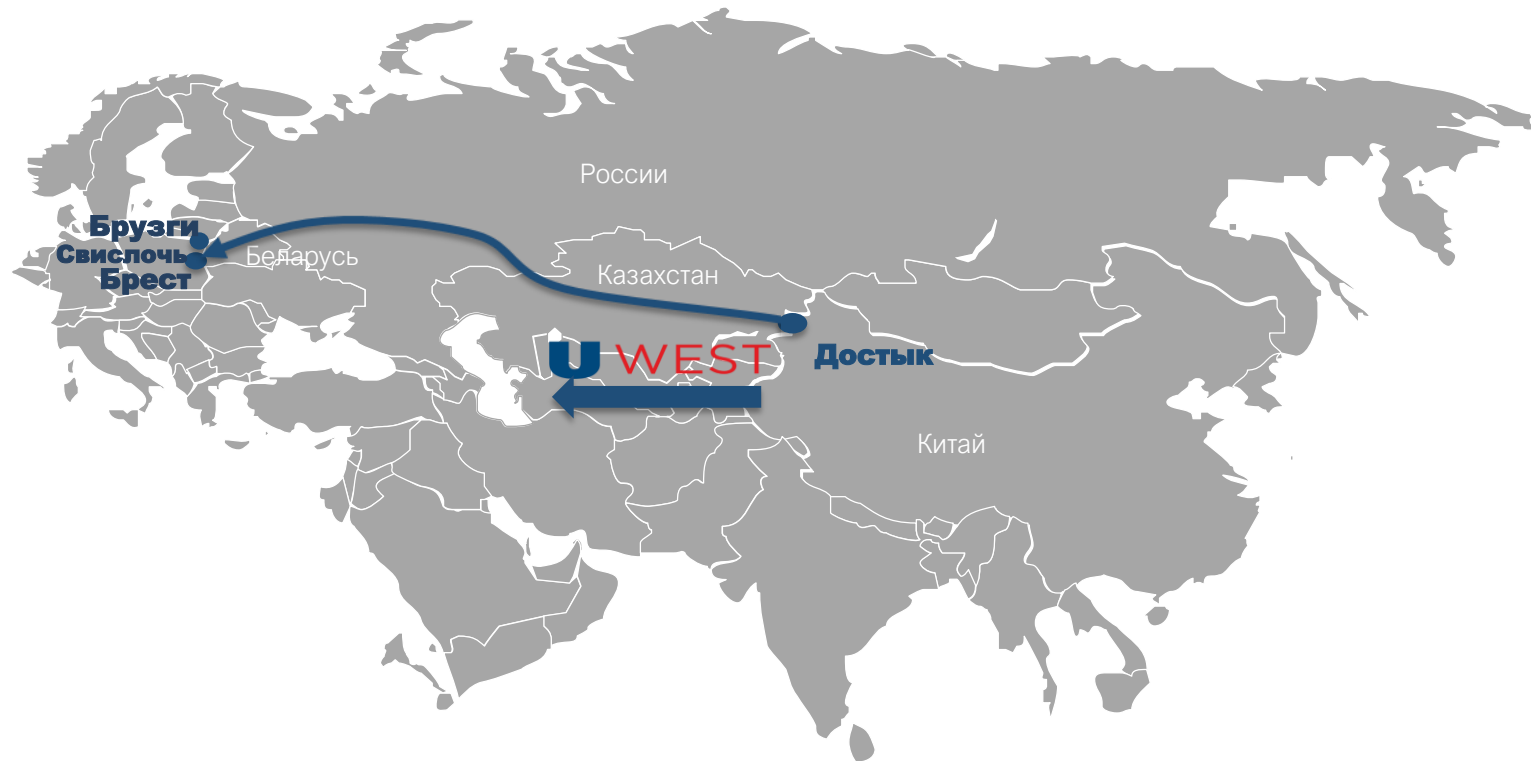 России
Брузги
Свислочь
Беларусь
Брест
Казахстан
U WEST
Достык
Китай